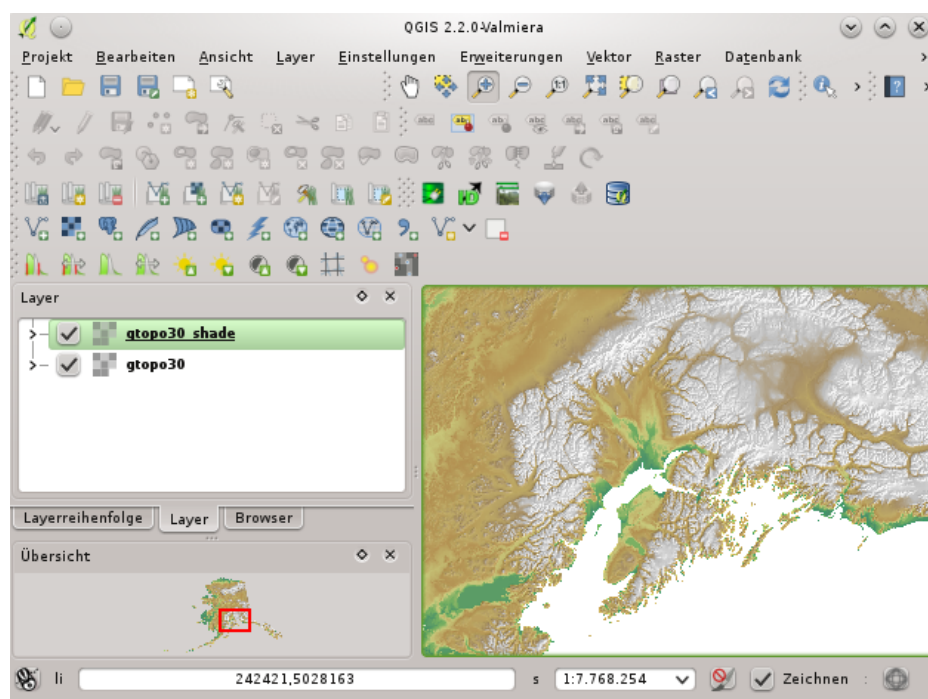 QGIS 2.2.0-Valmiera
Projekt Bearbeiten Ansicht Layer Einstellungen Erweiterungen Vektor Raster Datenbank
Layer
gtopo30_shade
gtopo30
Layerreihenfolge Layer Browser
Übersicht
li 242421,5028163 s 1:7.768.254 Zeichnen :